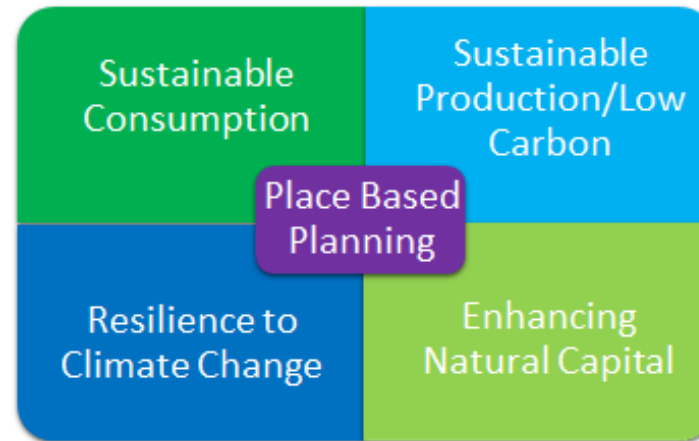 Sustainable
Consumption
Sustainable
Production/Low
Carbon
Place Based
Planning
Resilience to
Climate Change
Enhancing
Natural Capital